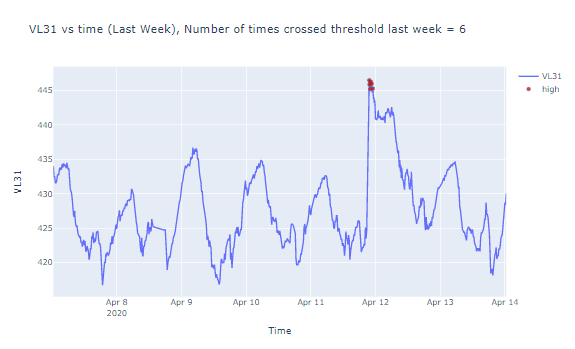 VL31 vs time (Last Week), Number of times crossed threshold last week = 6
VL31
high
445
440
435
430
425
420
VL31
Apr 8
2020
Apr 9
Apr 10
Apr 11
Apr 12
Apr 13
Apr 14
Time